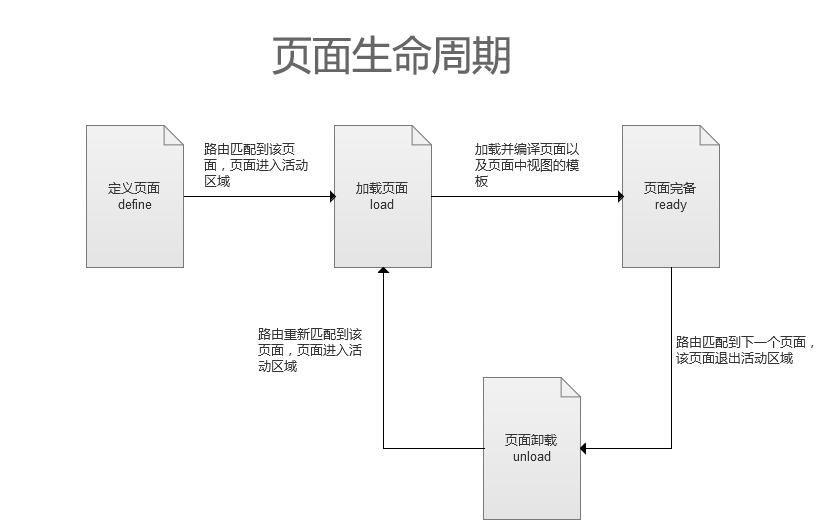 页面生命周期
路由匹配到该页
面，页面进入活动
区域
加载并编译页面以
及页面中视图的模
板
定义页面
define
加载页面
load
页面完备
ready
路由重新匹配到该
页面，页面进入活
动区域
路由匹配到下一个页面，
该页面退出活动区域
页面卸载
unload